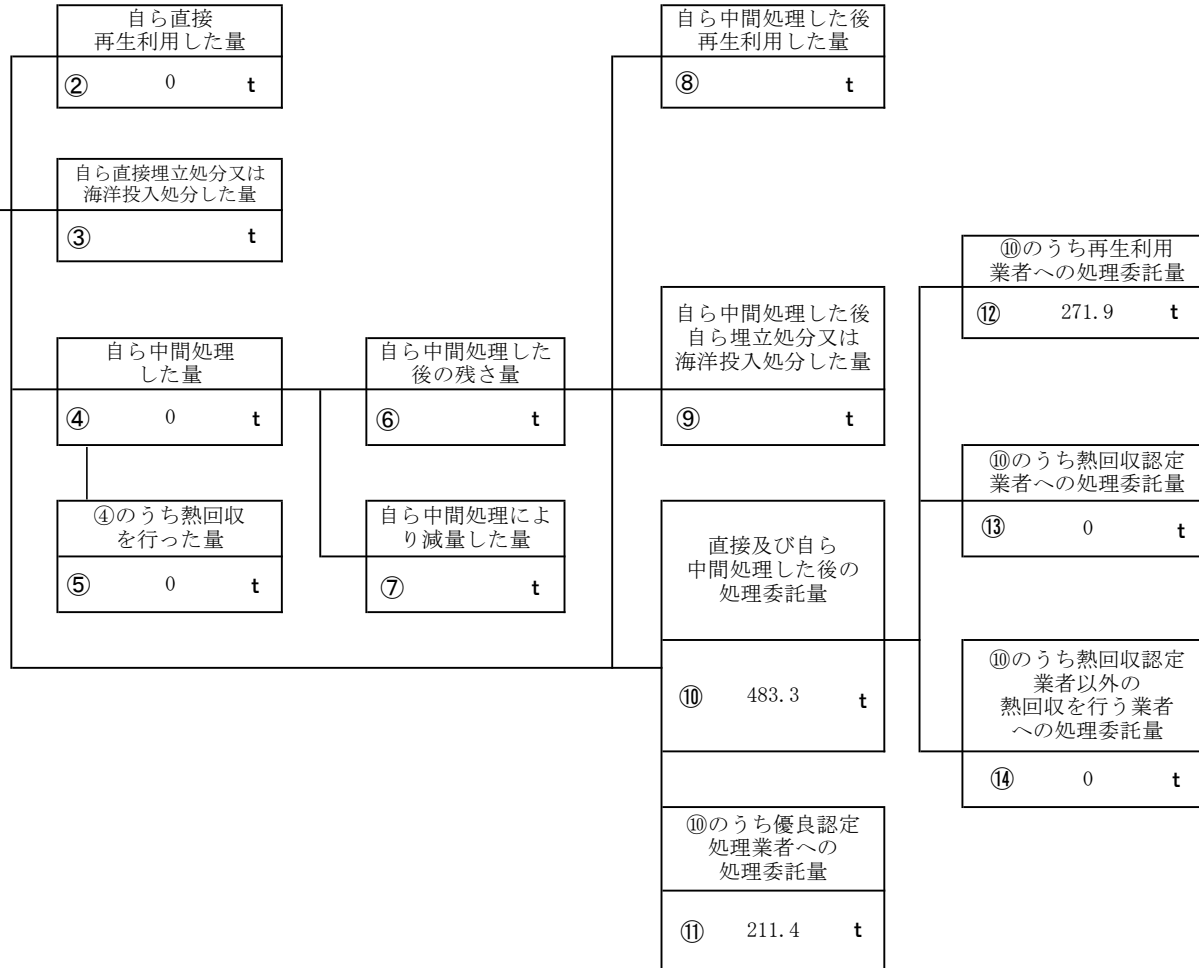 自ら直接
再生利用した量
② 0 t
自ら直接埋立処分又は
海洋投入処分した量
③ t
自ら中間処理
した量
④ 0 t
④のうち熱回収
を行った量
⑤ 0 t
自ら中間処理した
後の残さ量
⑥ t
自ら中間処理によ
り減量した量
⑦ t
自ら中間処理した後
再生利用した量
⑧ t
自ら中間処理した後
自ら埋立処分又は
海洋投入処分した量
⑨ t
直接及び自ら
中間処理した後の
処理委託量
⑩ 483.3 t
⑩のうち優良認定
処理業者への
処理委託量
⑪ 211.4 t
⑩のうち再生利用
業者への処理委託量
⑫ 271.9 t
⑩のうち熱回収認定
業者への処理委託量
⑬ 0 t
⑩のうち熱回収認定
業者以外の
熱回収を行う業者
への処理委託量
⑭ 0 t